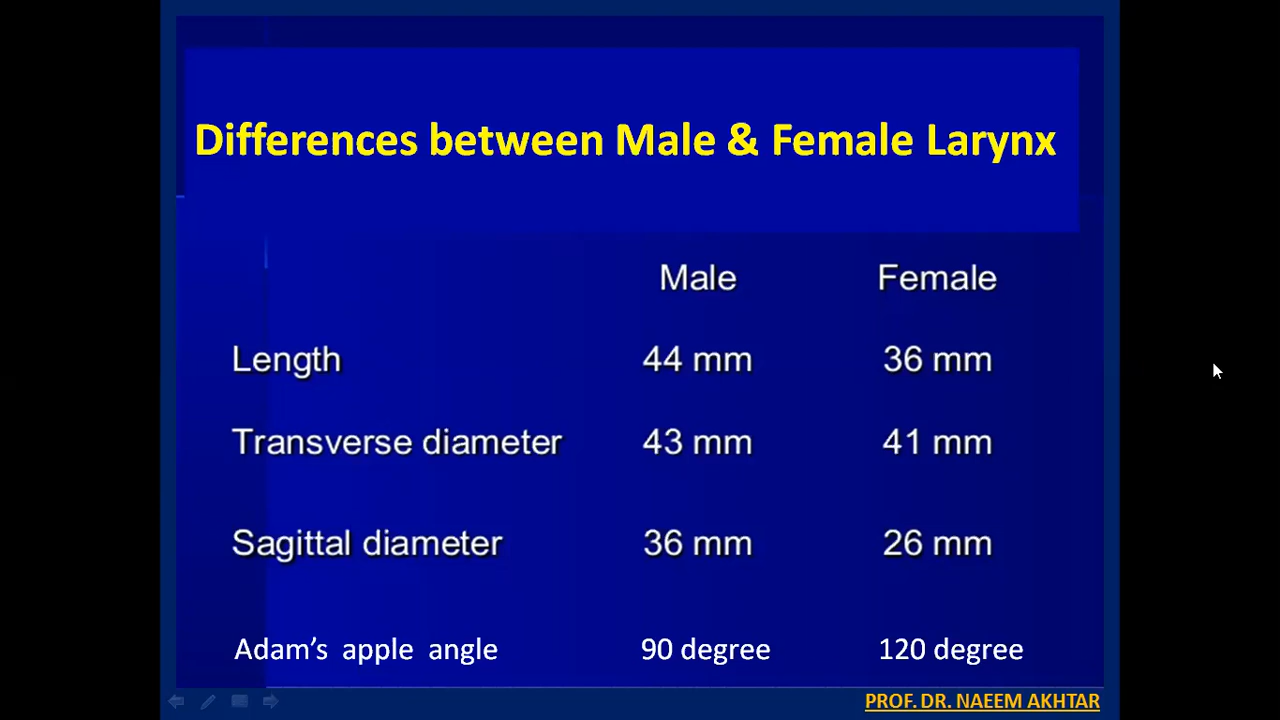 Differences between Male & Female Larynx
Male Female
Length 44 mm 36 mm
Transverse diameter 43 mm 41 mm
Sagittal diameter 36 mm 26 mm
Adam’s apple angle 90 degree 120 degree
PROF. DR. NAEEM AKHTAR